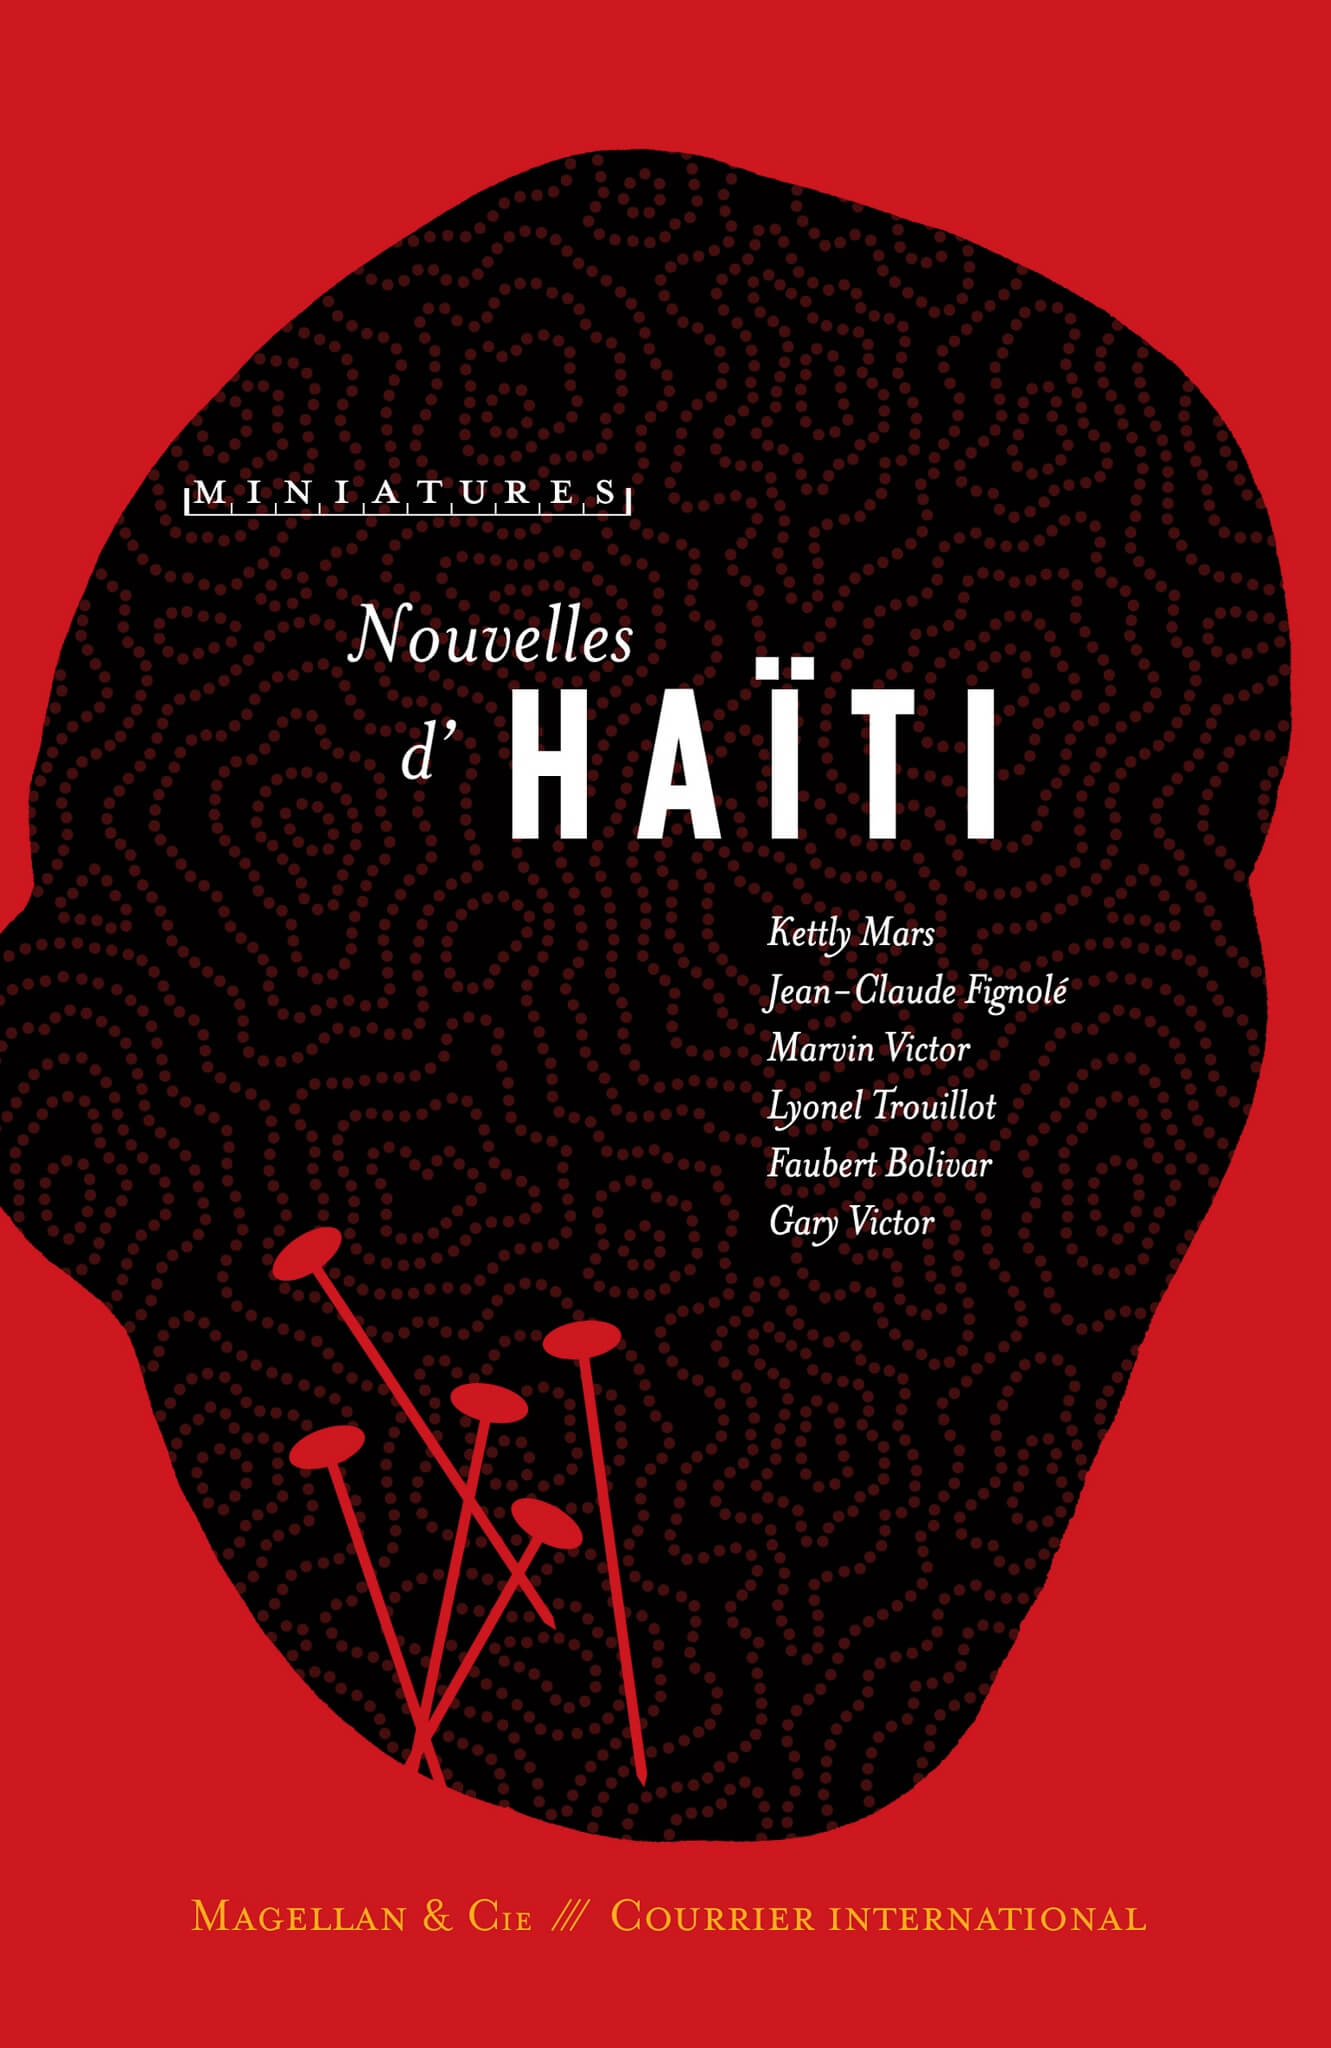 MINIATURES
Nouvelles
d’HAÏTI
Kettly Mars
Jean-Claude Fignolé
Marvin Victor
Lyonel Trouillot
Faubert Bolivar
Gary Victor
Magellan & Cie /// Courrier international